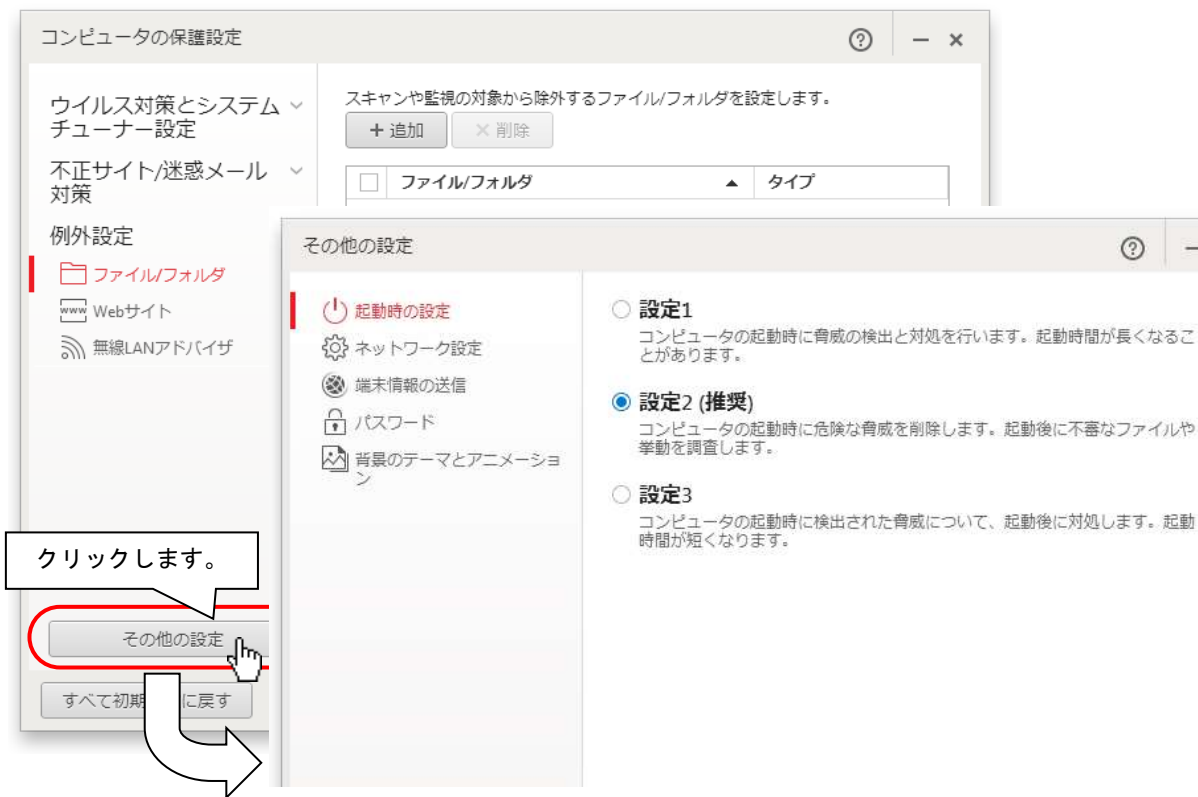 コンピュータの保護設定
ウイルス対策とシステム
チューナー設定
不正サイト/迷惑メール
対策
例外設定
ファイル/フォルダ
www Webサイト
無線LANアドバイザ
スキャンや監視の対象から除外するファイル/フォルダを設定します。
+ 追加 × 削除
ファイル/フォルダ ▲ タイプ
クリックします。
その他の設定
すべて初期 に戻す
その他の設定
起動時の設定
ネットワーク設定
端末情報の送信
パスワード
背景のテーマとアニメーショ
ン
設定1
コンピュータの起動時に脅威の検出と対処を行います。起動時間が長くなるこ
とがあります。
設定2 (推奨)
コンピュータの起動時に危険な脅威を削除します。起動後に不審なファイルや
挙動を調査します。
設定3
コンピュータの起動時に検出された脅威について、起動後に対処します。起動
時間が短くなります。